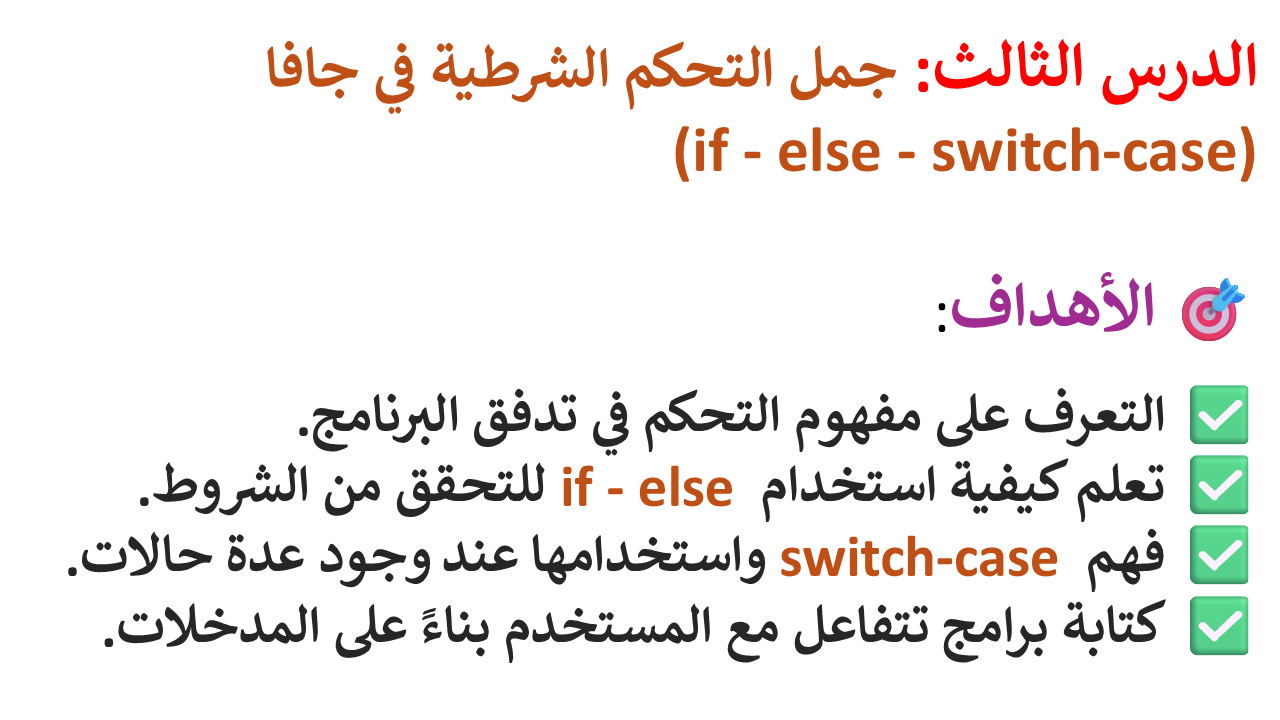 الدرس الثالث: جمل التحكم الشرطية في جافا
(if - else - switch-case)
🎯 الأهداف:
✅ التعرف على مفهوم التحكم في تدفق البرنامج.
✅ تعلم كيفية استخدام if - else للتحقق من الشروط.
✅ فهم switch-case واستخدامها عند وجود عدة حالات.
✅ كتابة برامج تتفاعل مع المستخدم بناءً على المدخلات.